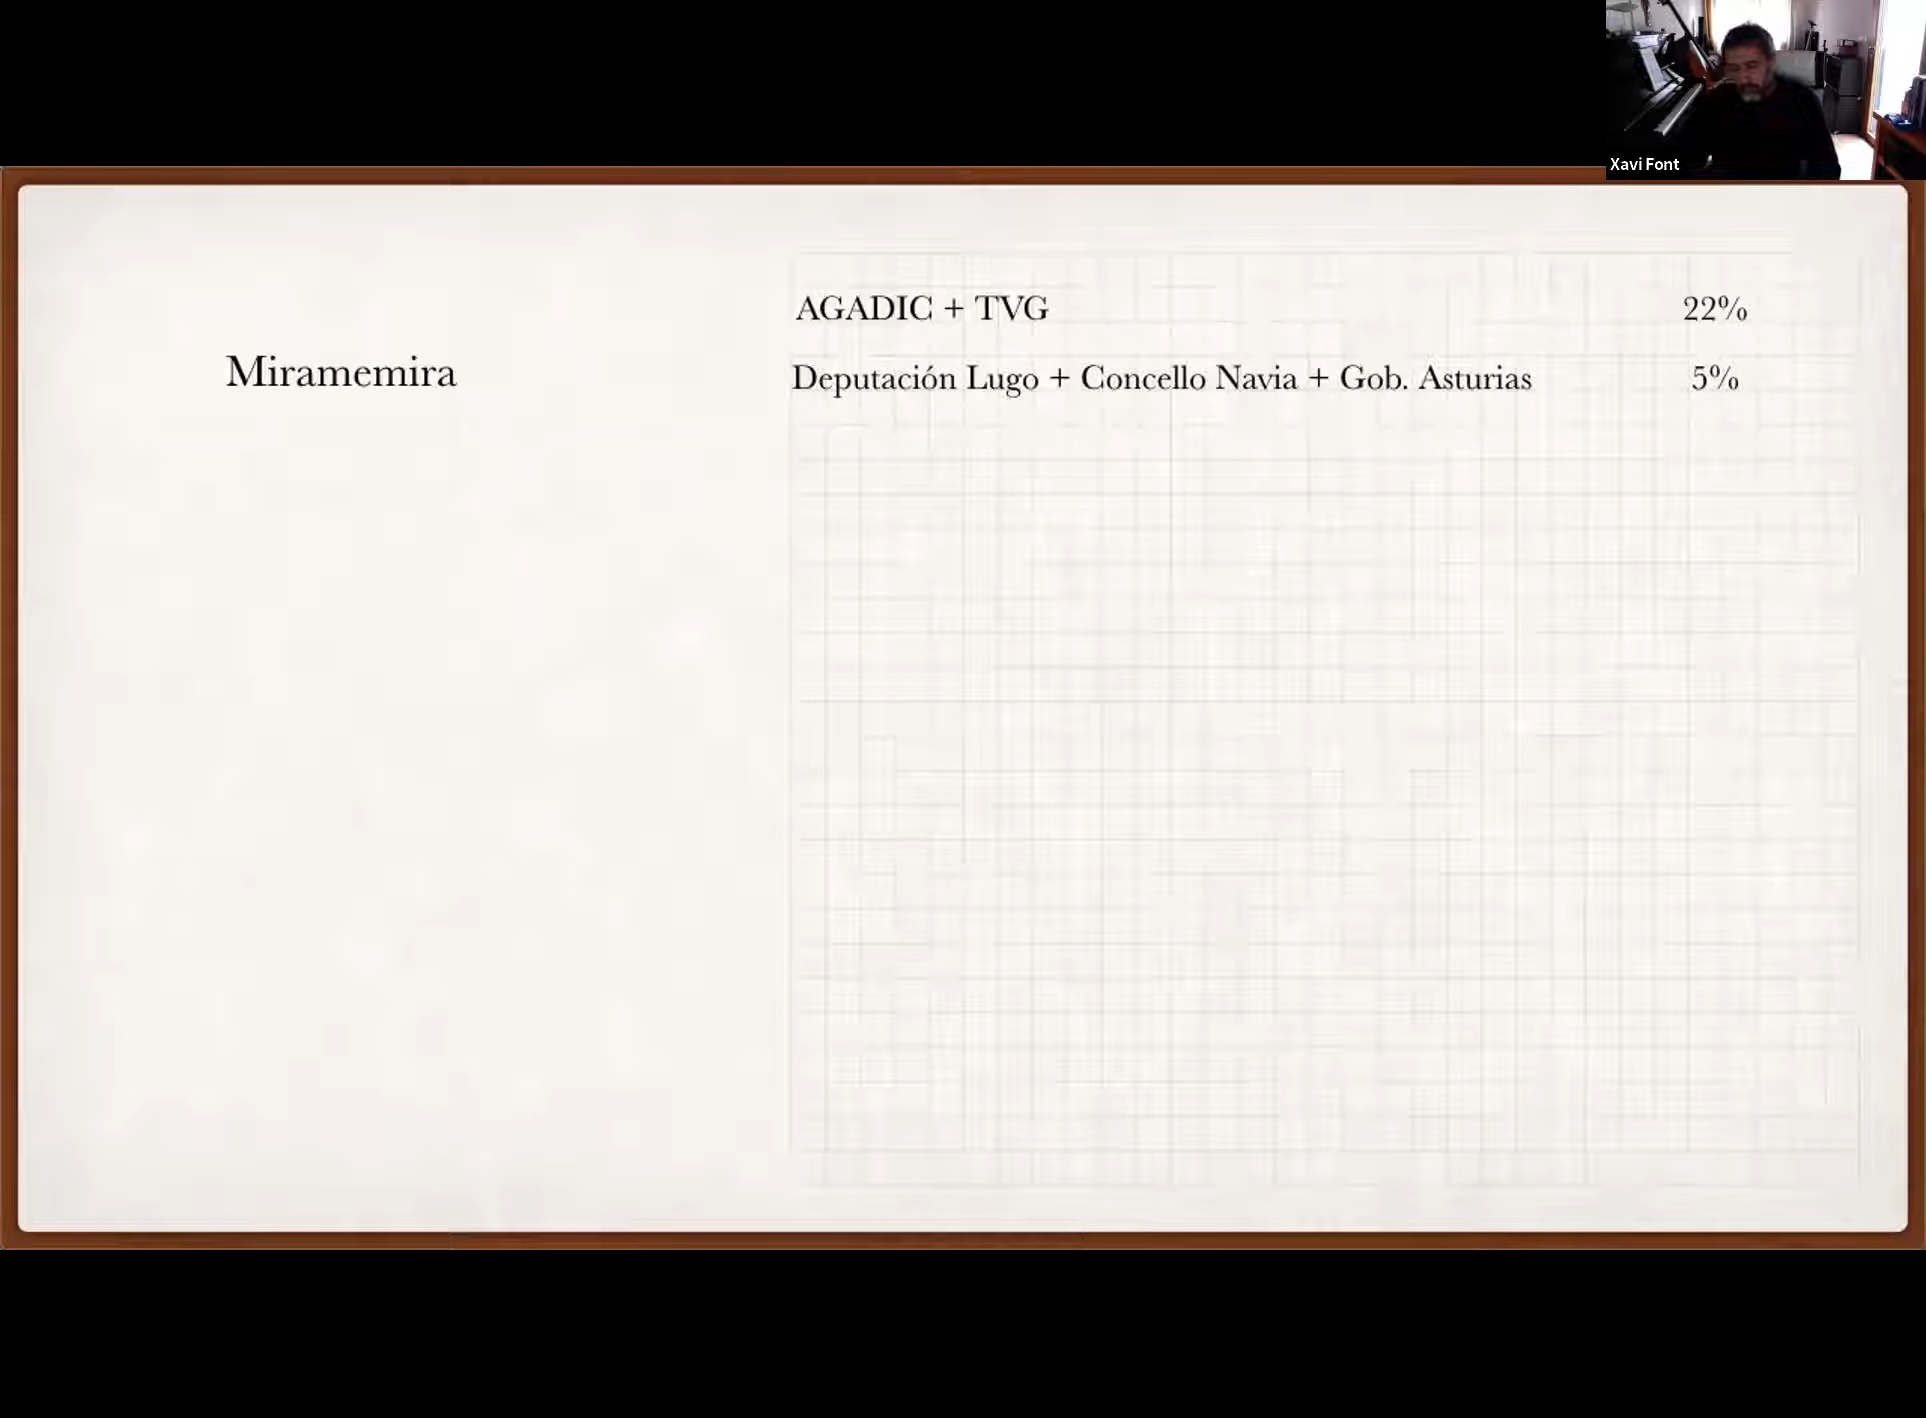 Xavi Font
AGADIC + TVG 22%
Miramemira
Deputación Lugo + Concello Navia + Gob. Asturias 5%